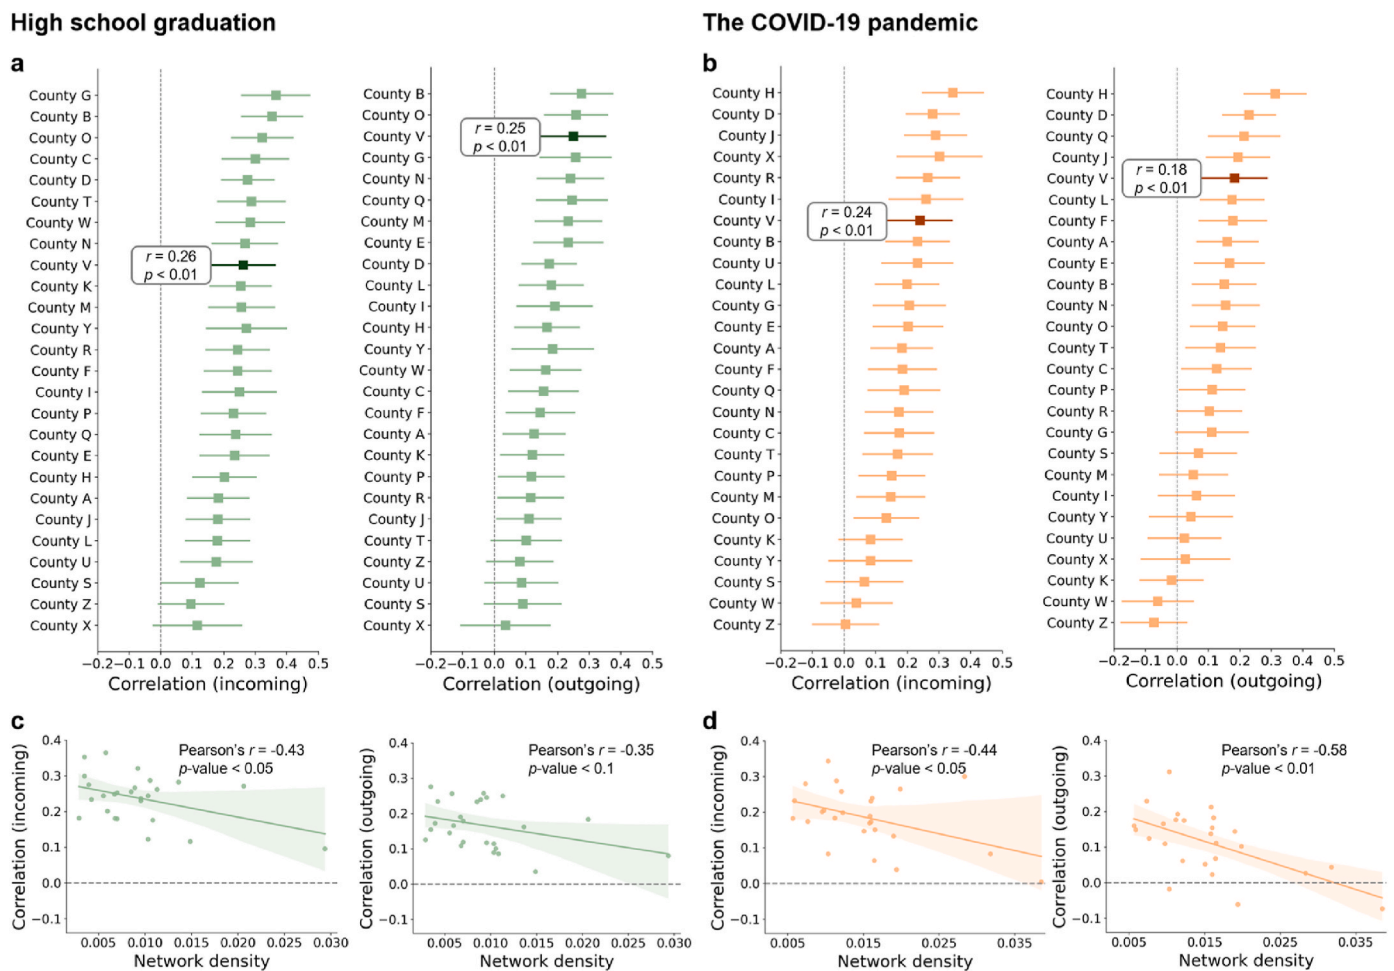 High school graduation
The COVID-19 pandemic
a
County G
County B
County O
County C
County D
County T
County W
County N
County V
County K
County M
County Y
County R
County F
County I
County P
County Q
County E
County H
County A
County J
County L
County U
County S
County Z
County X
r = 0.26
p < 0.01
−0.2 −0.1 0.0 0.1 0.2 0.3 0.4 0.5
Correlation (incoming)
County B
County O
County V
County G
County N
County Q
County M
County E
County D
County L
County I
County H
County Y
County W
County C
County F
County A
County K
County P
County R
County J
County T
County Z
County U
County S
County X
r = 0.25
p < 0.01
−0.2 −0.1 0.0 0.1 0.2 0.3 0.4 0.5
Correlation (outgoing)
b
County H
County D
County J
County X
County R
County I
County V
County B
County U
County L
County G
County E
County A
County F
County Q
County N
County C
County T
County P
County M
County O
County K
County Y
County S
County W
County Z
r = 0.24
p < 0.01
−0.2 −0.1 0.0 0.1 0.2 0.3 0.4 0.5
Correlation (incoming)
County H
County D
County Q
County J
County V
County L
County F
County A
County E
County B
County N
County O
County T
County C
County P
County R
County G
County S
County M
County I
County Y
County U
County X
County K
County W
County Z
r = 0.18
p < 0.01
−0.2 −0.1 0.0 0.1 0.2 0.3 0.4 0.5
Correlation (outgoing)
c
Correlation (incoming)
0.4
0.3
0.2
0.1
0.0
−0.1
Pearson's r = -0.43
p-value < 0.05
0.005 0.010 0.015 0.020 0.025 0.030
Network density
Correlation (outgoing)
0.4
0.3
0.2
0.1
0.0
−0.1
Pearson's r = -0.35
p-value < 0.1
0.005 0.010 0.015 0.020 0.025 0.030
Network density
d
Correlation (incoming)
0.4
0.3
0.2
0.1
0.0
−0.1
Pearson's r = -0.44
p-value < 0.05
0.005 0.015 0.025 0.035
Network density
Correlation (outgoing)
0.4
0.3
0.2
0.1
0.0
−0.1
Pearson's r = -0.58
p-value < 0.01
0.005 0.015 0.025 0.035
Network density